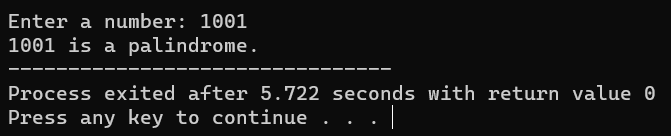 Enter a number: 1001
1001 is a palindrome.
--------------------------------
Process exited after 5.722 seconds with return value 0
Press any key to continue . . .